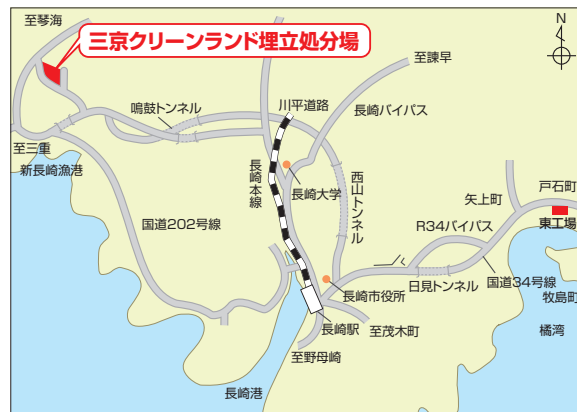 至琴海
N
三京クリーンランド埋立処分場
至諫早
鳴鼓トンネル
川平道路
長崎バイパス
至三重
新長崎漁港
長崎本線
長崎大学
西山トンネル
矢上町
戸石町
国道202号線
R34バイパス
東工場
長崎市役所
日見トンネル
国道34号線
牧島町
長崎駅
至茂木町
橘湾
至野母崎
長崎港